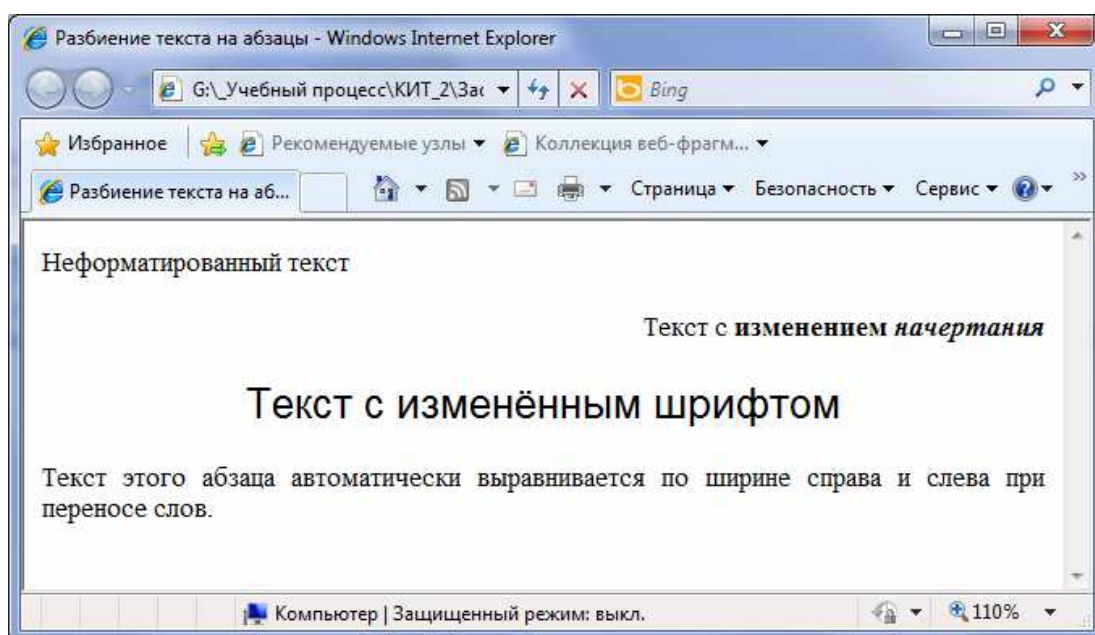 Разбиение текста на абзацы - Windows Internet Explorer
G:\_Учебный процесс\КИТ_2\Зас Bing
Избранное Рекомендуемые узлы Коллекция веб-фрагм...
Разбиение текста на аб... Страница Безопасность Сервис »
Неформатированный текст
Текст с изменением начертания
Текст с изменённым шрифтом
Текст этого абзаца автоматически выравнивается по ширине справа и слева при
переносе слов.
Компьютер | Защищенный режим: выкл. 110%